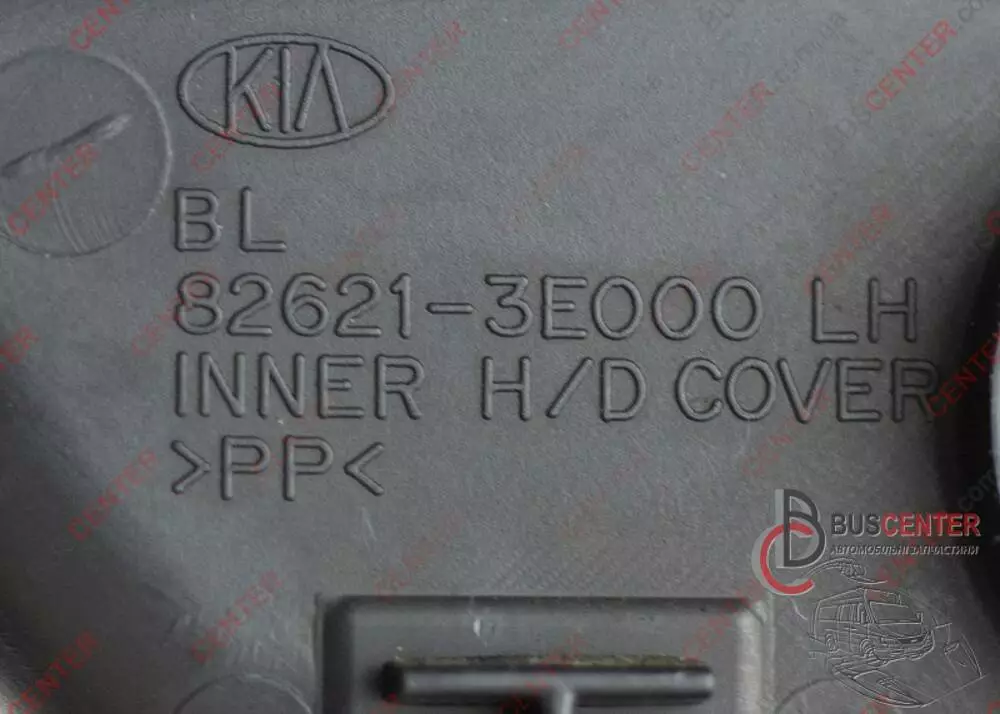 KIA
BL
82621-3E000 LH
INNER H/D COVER
>PP<
BUSCENTER
АВТОМОБІЛЬНІ ЗАПЧАСТИНИ